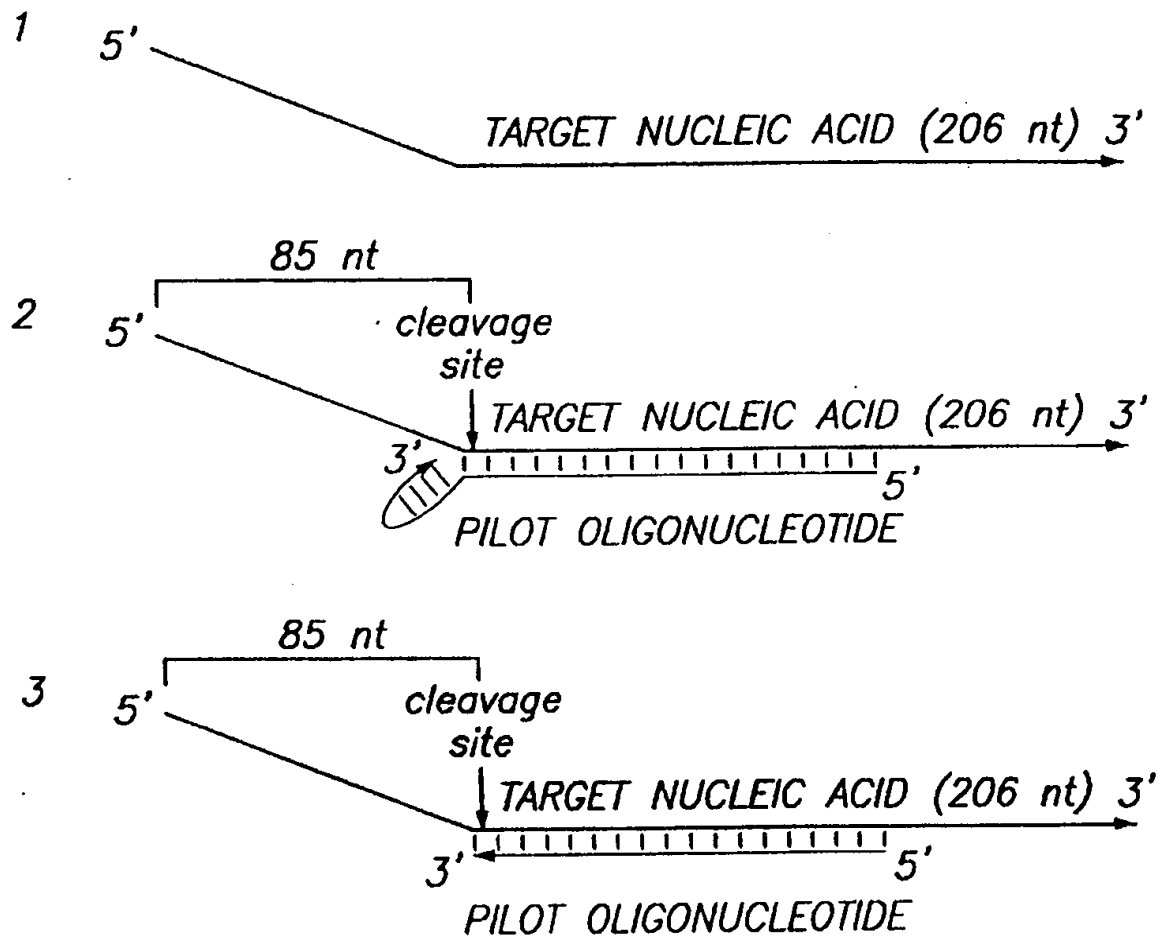 1
5'
TARGET NUCLEIC ACID (206 nt) 3'
2
85 nt
5'
cleavage
site
TARGET NUCLEIC ACID (206 nt) 3'
3'
5'
PILOT OLIGONUCLEOTIDE
3
85 nt
5'
cleavage
site
TARGET NUCLEIC ACID (206 nt) 3'
3'
5'
PILOT OLIGONUCLEOTIDE